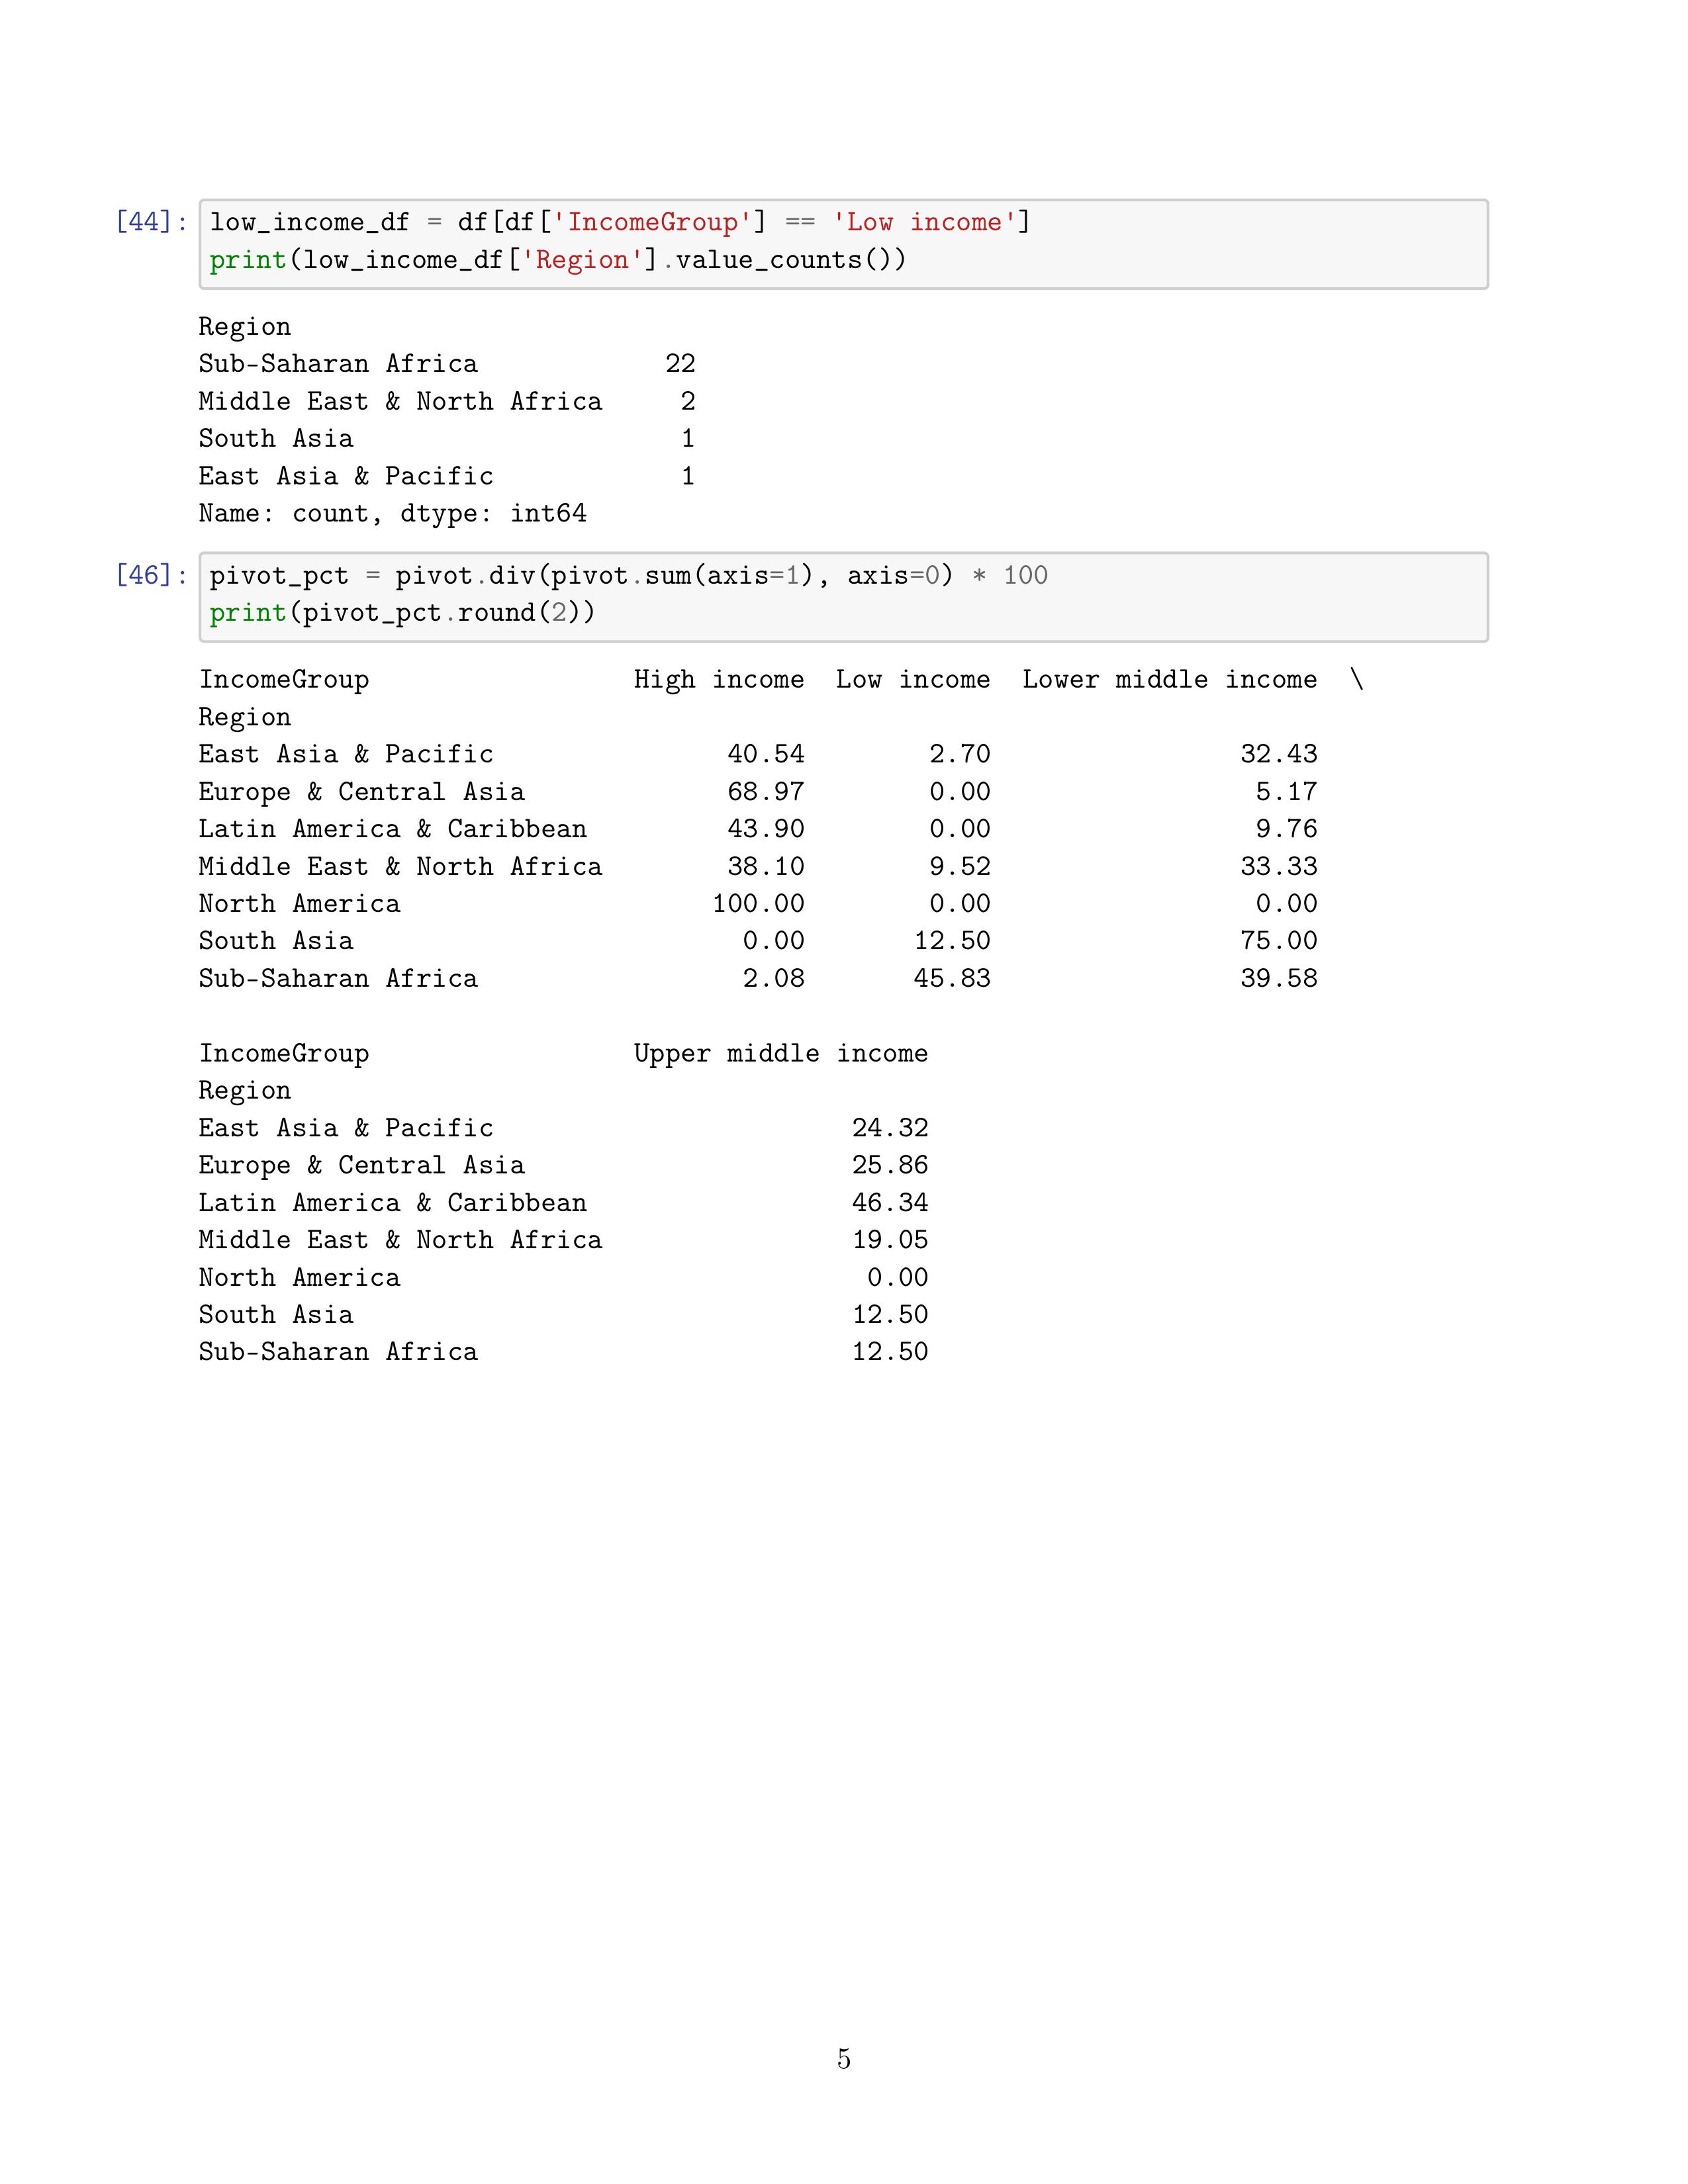 [44]: low_income_df = df[df['IncomeGroup'] == 'Low income']
print(low_income_df['Region'].value_counts())
Region
Sub-Saharan Africa            22
Middle East & North Africa     2
South Asia                     1
East Asia & Pacific            1
Name: count, dtype: int64
[46]: pivot_pct = pivot.div(pivot.sum(axis=1), axis=0) * 100
print(pivot_pct.round(2))
IncomeGroup                 High income  Low income  Lower middle income  \
Region
East Asia & Pacific               40.54        2.70                32.43
Europe & Central Asia             68.97        0.00                 5.17
Latin America & Caribbean         43.90        0.00                 9.76
Middle East & North Africa        38.10        9.52                33.33
North America                    100.00        0.00                 0.00
South Asia                         0.00       12.50                75.00
Sub-Saharan Africa                 2.08       45.83                39.58
IncomeGroup                 Upper middle income
Region
East Asia & Pacific                       24.32
Europe & Central Asia                     25.86
Latin America & Caribbean                 46.34
Middle East & North Africa                19.05
North America                              0.00
South Asia                                12.50
Sub-Saharan Africa                        12.50
5